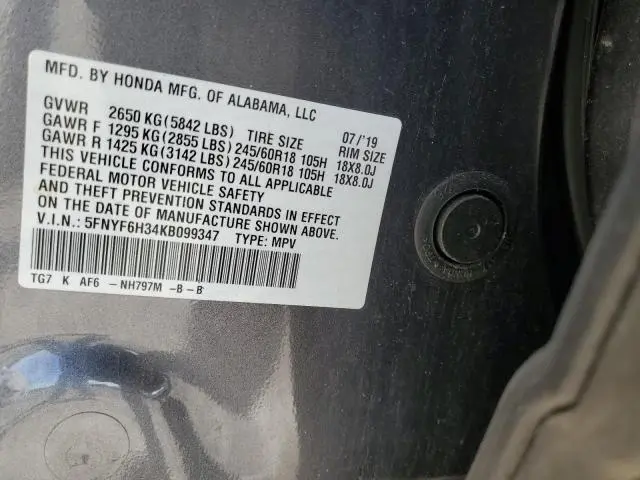 MFD. BY HONDA MFG. OF ALABAMA, LLC
07/'19
GVWR 2650 KG(5842 LBS) TIRE SIZE RIM SIZE
GAWR F 1295 KG(2855 LBS) 245/60R18 105H 18X8.0J
GAWR R 1425 KG(3142 LBS) 245/60R18 105H 18X8.0J
THIS VEHICLE CONFORMS TO ALL APPLICABLE
FEDERAL MOTOR VEHICLE SAFETY
AND THEFT PREVENTION STANDARDS IN EFFECT
ON THE DATE OF MANUFACTURE SHOWN ABOVE.
V.I.N.: 5FNYF6H34KB099347 TYPE: MPV
TG7 K AF6 -NH797M -B-B